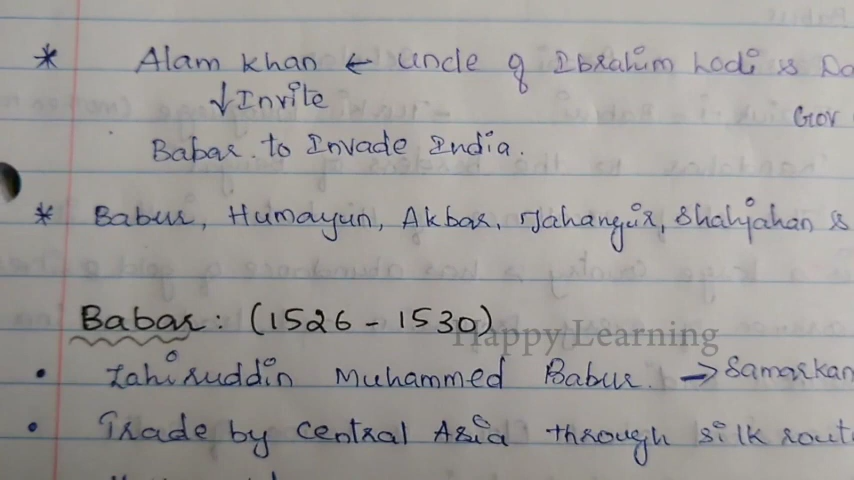 * Alam khan ← uncle of Ibrahim Lodi &
↓ Invite
Gov
Babar. to Invade India.
* Babur, Humayun, Akbar, Jahangir, Shahjahan &
Babar: (1526 - 1530)
Happy Learning
• Zahiruddin Muhammed Babur. → Samarkan
• Trade by Central Asia through silk rout